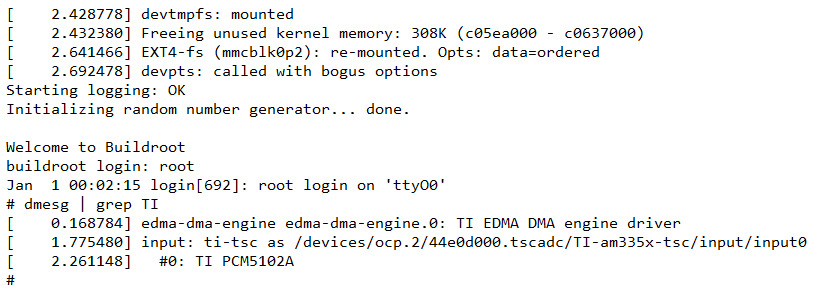 [    2.428778] devtmpfs: mounted
[    2.432380] Freeing unused kernel memory: 308K (c05ea000 - c0637000)
[    2.641466] EXT4-fs (mmcblk0p2): re-mounted. Opts: data=ordered
[    2.692478] devpts: called with bogus options
Starting logging: OK
Initializing random number generator... done.

Welcome to Buildroot
buildroot login: root
Jan  1 00:02:15 login[692]: root login on 'ttyO0'
# dmesg | grep TI
[    0.168784] edma-dma-engine edma-dma-engine.0: TI EDMA DMA engine driver
[    1.775480] input: ti-tsc as /devices/ocp.2/44e0d000.tscadc/TI-am335x-tsc/input/input0
[    2.261148]   #0: TI PCM5102A
#